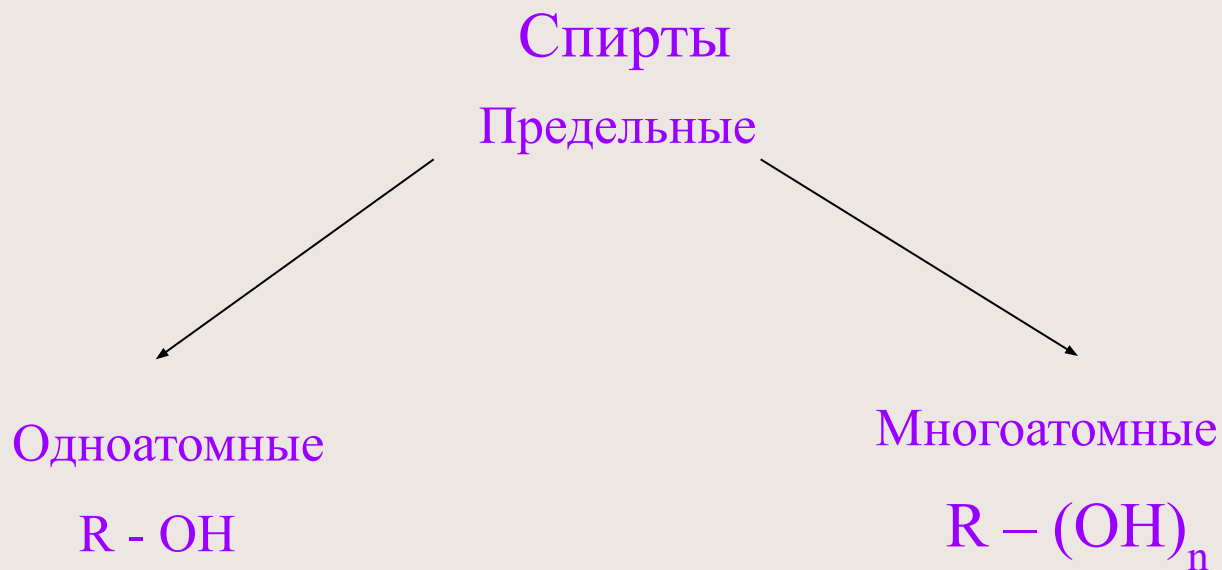 Спирты
Предельные
Одноатомные
R - OH
Многоатомные
R – (OH)n